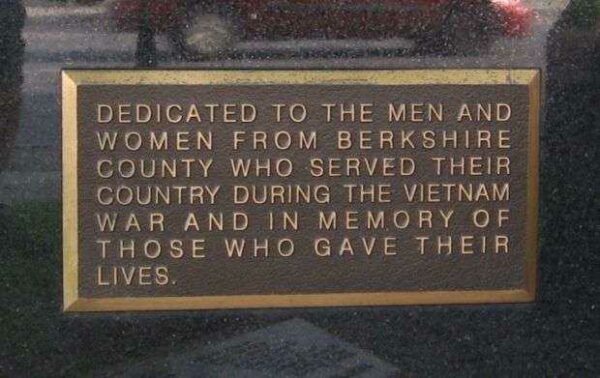 DEDICATED TO THE MEN AND
WOMEN FROM BERKSHIRE
COUNTY WHO SERVED THEIR
COUNTRY DURING THE VIETNAM
WAR AND IN MEMORY OF
THOSE WHO GAVE THEIR
LIVES.